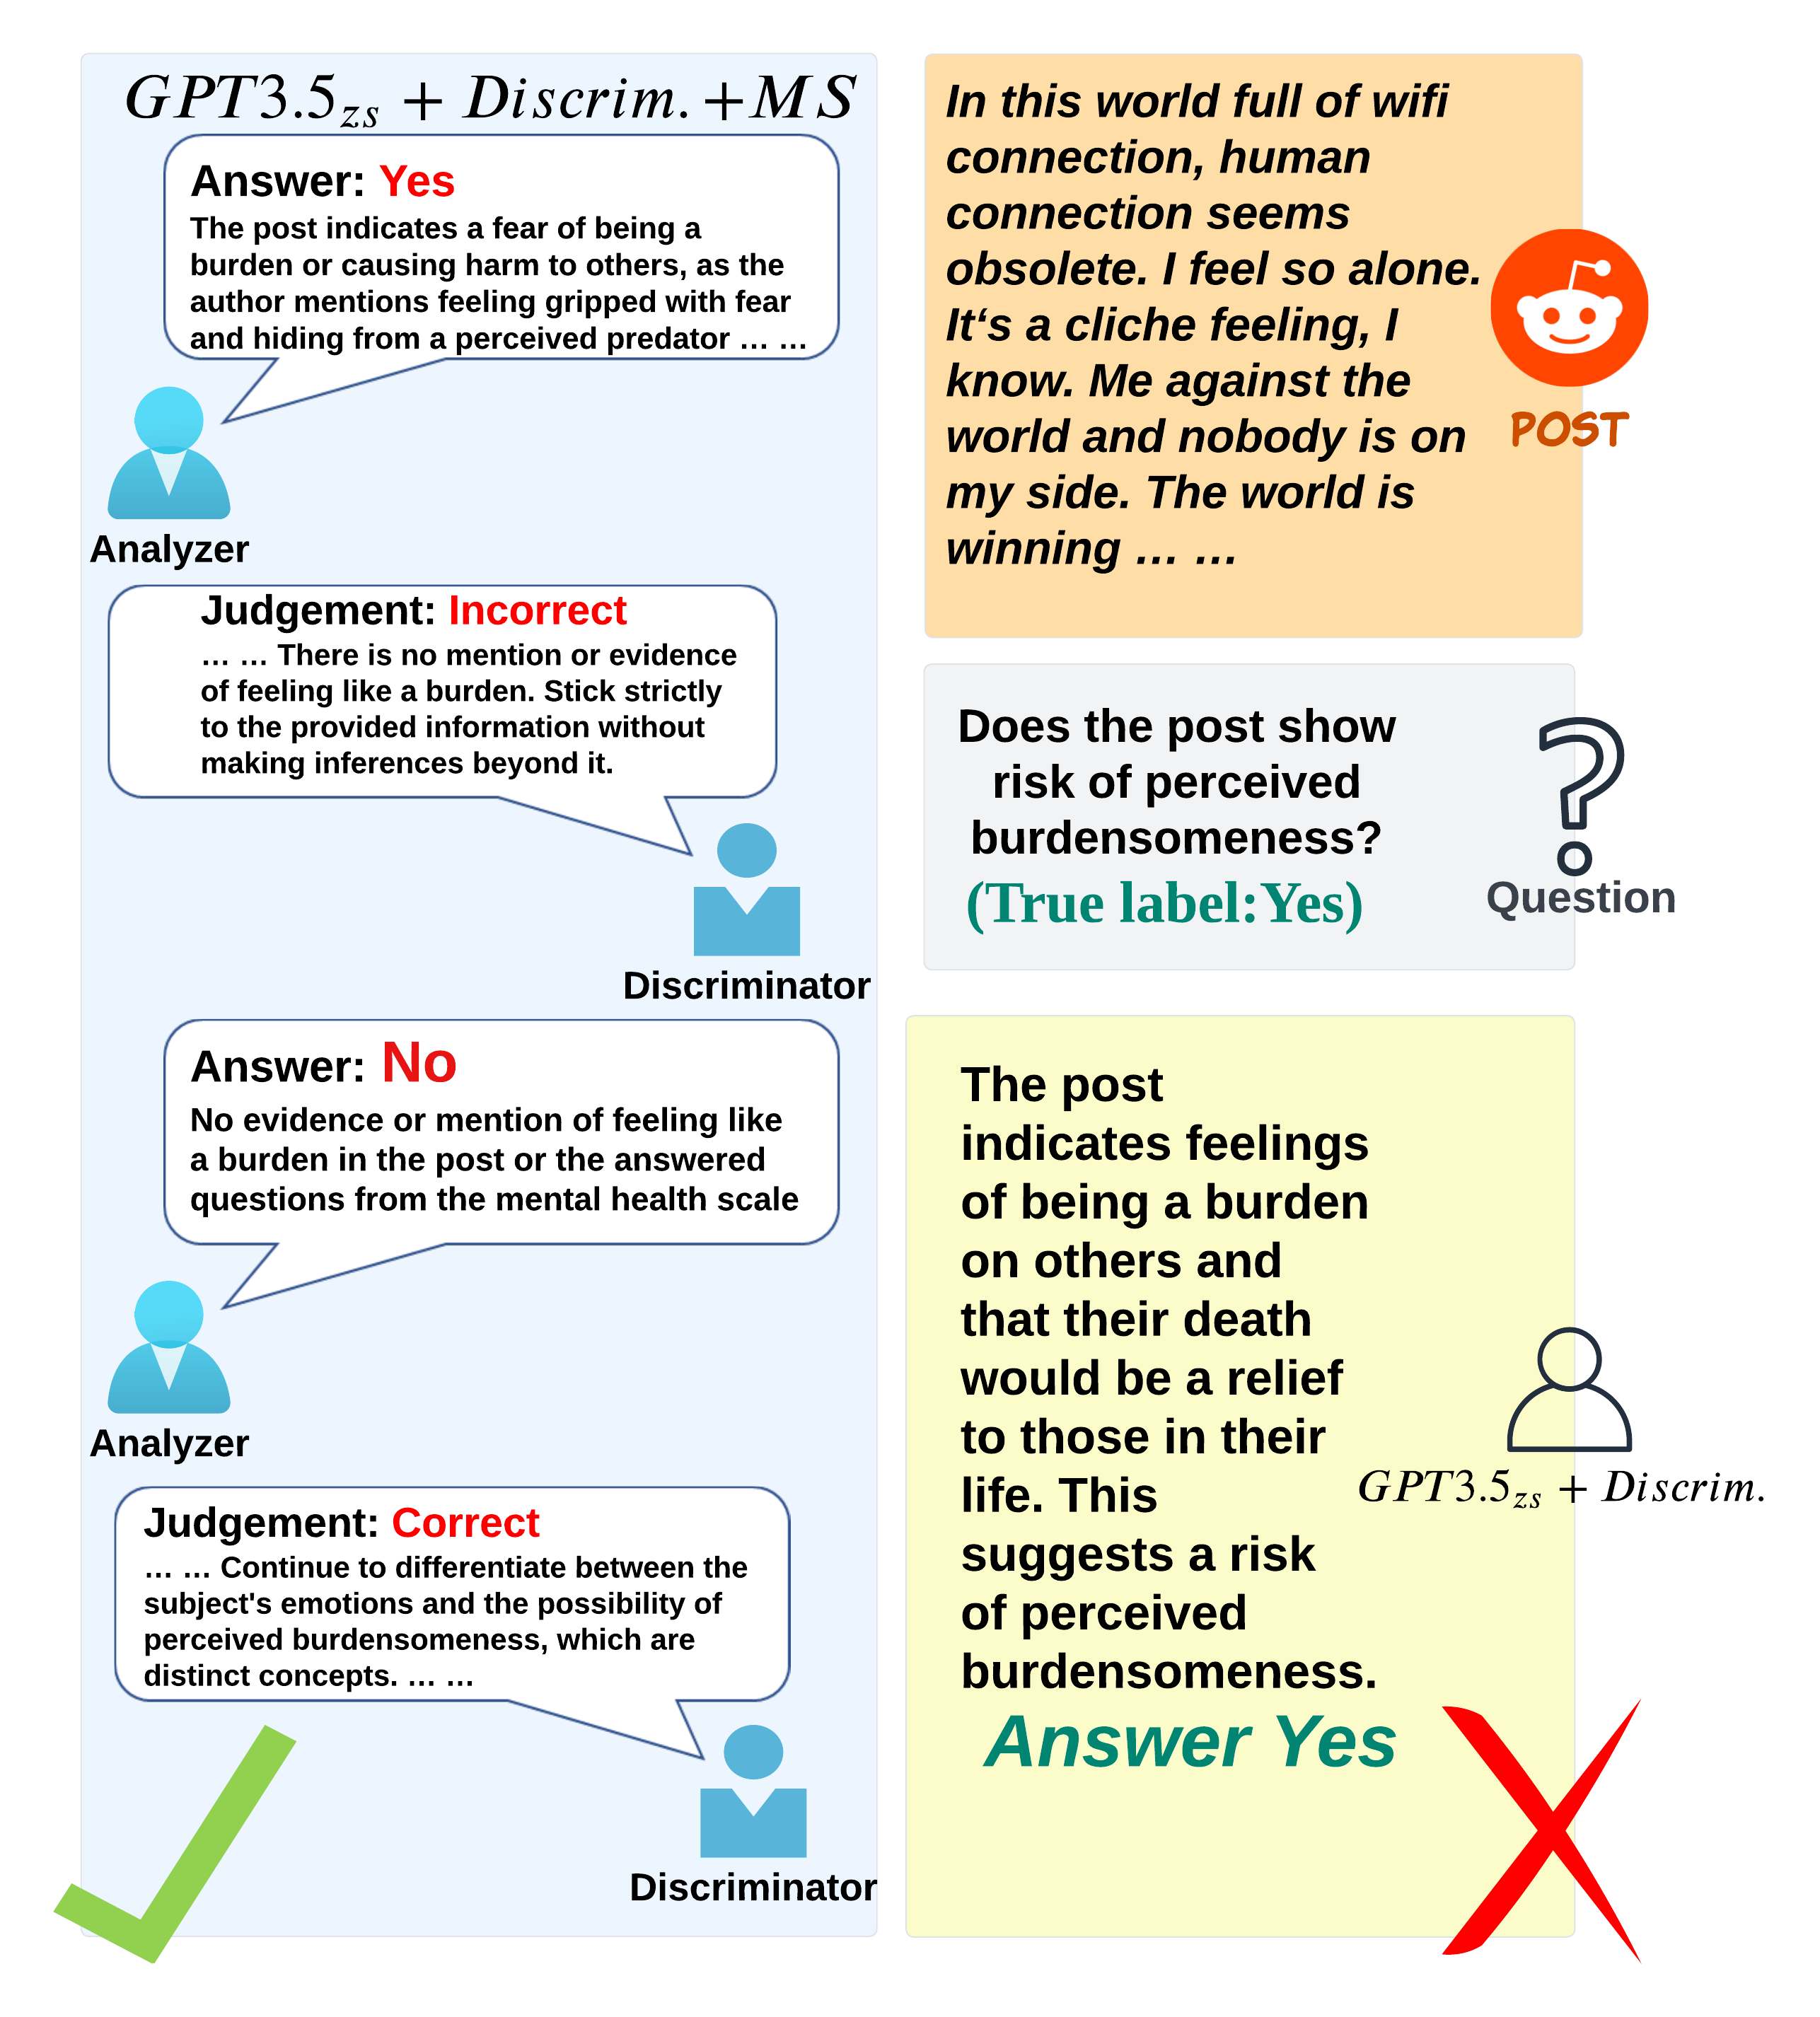 GPT3.5zs + Discrim. +MS
Answer: Yes
The post indicates a fear of being a
burden or causing harm to others, as the
author mentions feeling gripped with fear
and hiding from a perceived predator … …
Analyzer
Judgement: Incorrect
… … There is no mention or evidence
of feeling like a burden. Stick strictly
to the provided information without
making inferences beyond it.
Discriminator
Answer: No
No evidence or mention of feeling like
a burden in the post or the answered
questions from the mental health scale
Analyzer
Judgement: Correct
… … Continue to differentiate between the
subject's emotions and the possibility of
perceived burdensomeness, which are
distinct concepts. … …
Discriminator
In this world full of wifi
connection, human
connection seems
obsolete. I feel so alone.
It‘s a cliche feeling, I
know. Me against the
world and nobody is on
my side. The world is
winning … …
POST
Does the post show
risk of perceived
burdensomeness?
(True label:Yes)
?
Question
The post
indicates feelings
of being a burden
on others and
that their death
would be a relief
to those in their
life. This
suggests a risk
of perceived
burdensomeness.
Answer Yes
GPT3.5zs + Discrim.